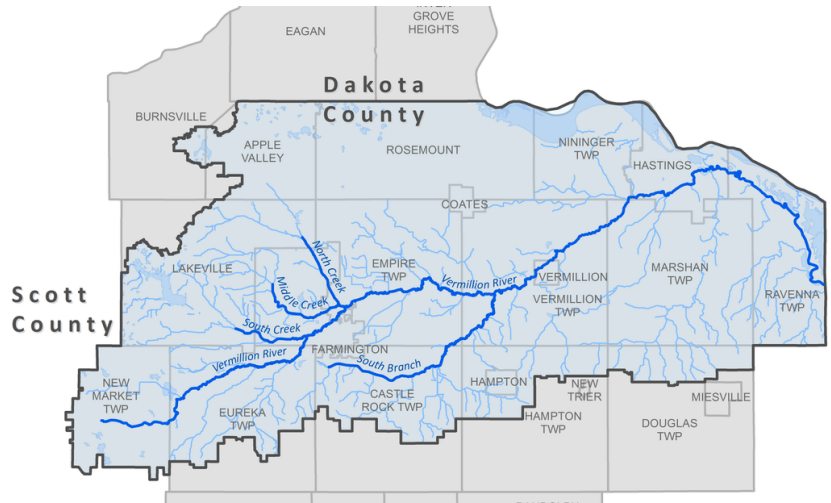 GROVE
HEIGHTS
EAGAN
Dakota
County
BURNSVILLE
APPLE
VALLEY
ROSEMOUNT
NININGER
TWP
HASTINGS
COATES
LAKEVILLE
North Creek
Middle Creek
South Creek
EMPIRE
TWP
Vermillion River
VERMILLION
VERMILLION
TWP
MARSHAN
TWP
RAVENNA
TWP
Scott
County
FARMINGTON
Vermillion River
South Branch
NEW
MARKET
TWP
EUREKA
TWP
CASTLE
ROCK TWP
HAMPTON
NEW
TRIER
MIESVILLE
HAMPTON
TWP
DOUGLAS
TWP